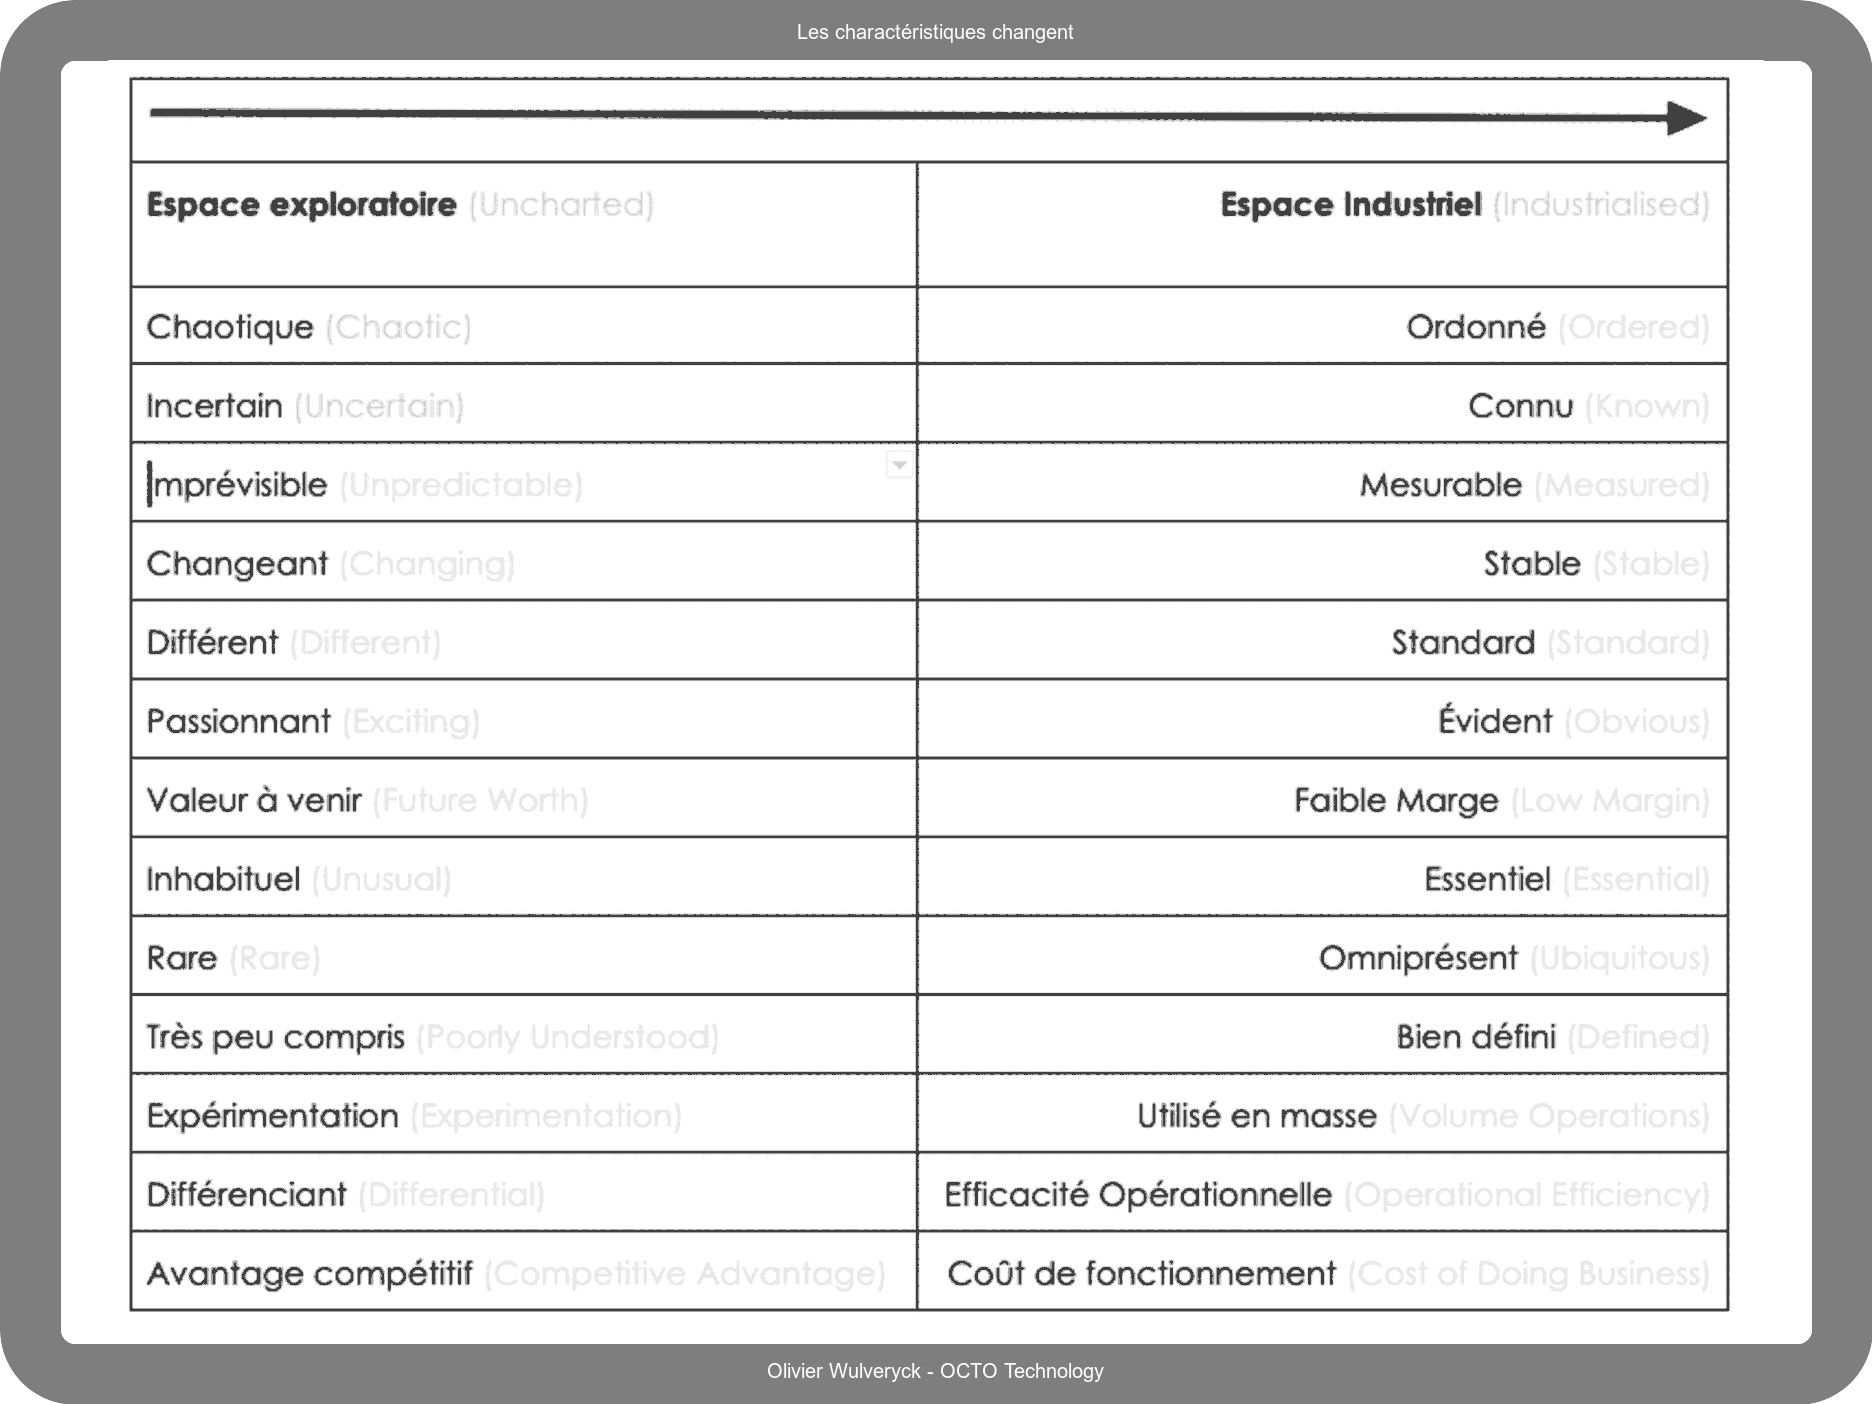 Les charactéristiques changent
Espace exploratoire (Uncharted)
Espace Industriel (Industrialised)
Chaotique (Chaotic)
Ordonné (Ordered)
Incertain (Uncertain)
Connu (Known)
Imprévisible (Unpredictable)
Mesurable (Measured)
Changeant (Changing)
Stable (Stable)
Différent (Different)
Standard (Standard)
Passionnant (Exciting)
Évident (Obvious)
Valeur à venir (Future Worth)
Faible Marge (Low Margin)
Inhabituel (Unusual)
Essentiel (Essential)
Rare (Rare)
Omniprésent (Ubiquitous)
Très peu compris (Poorly Understood)
Bien défini (Defined)
Expérimentation (Experimentation)
Utilisé en masse (Volume Operations)
Différenciant (Differential)
Efficacité Opérationnelle (Operational Efficiency)
Avantage compétitif (Competitive Advantage)
Coût de fonctionnement (Cost of Doing Business)
Olivier Wulveryck - OCTO Technology